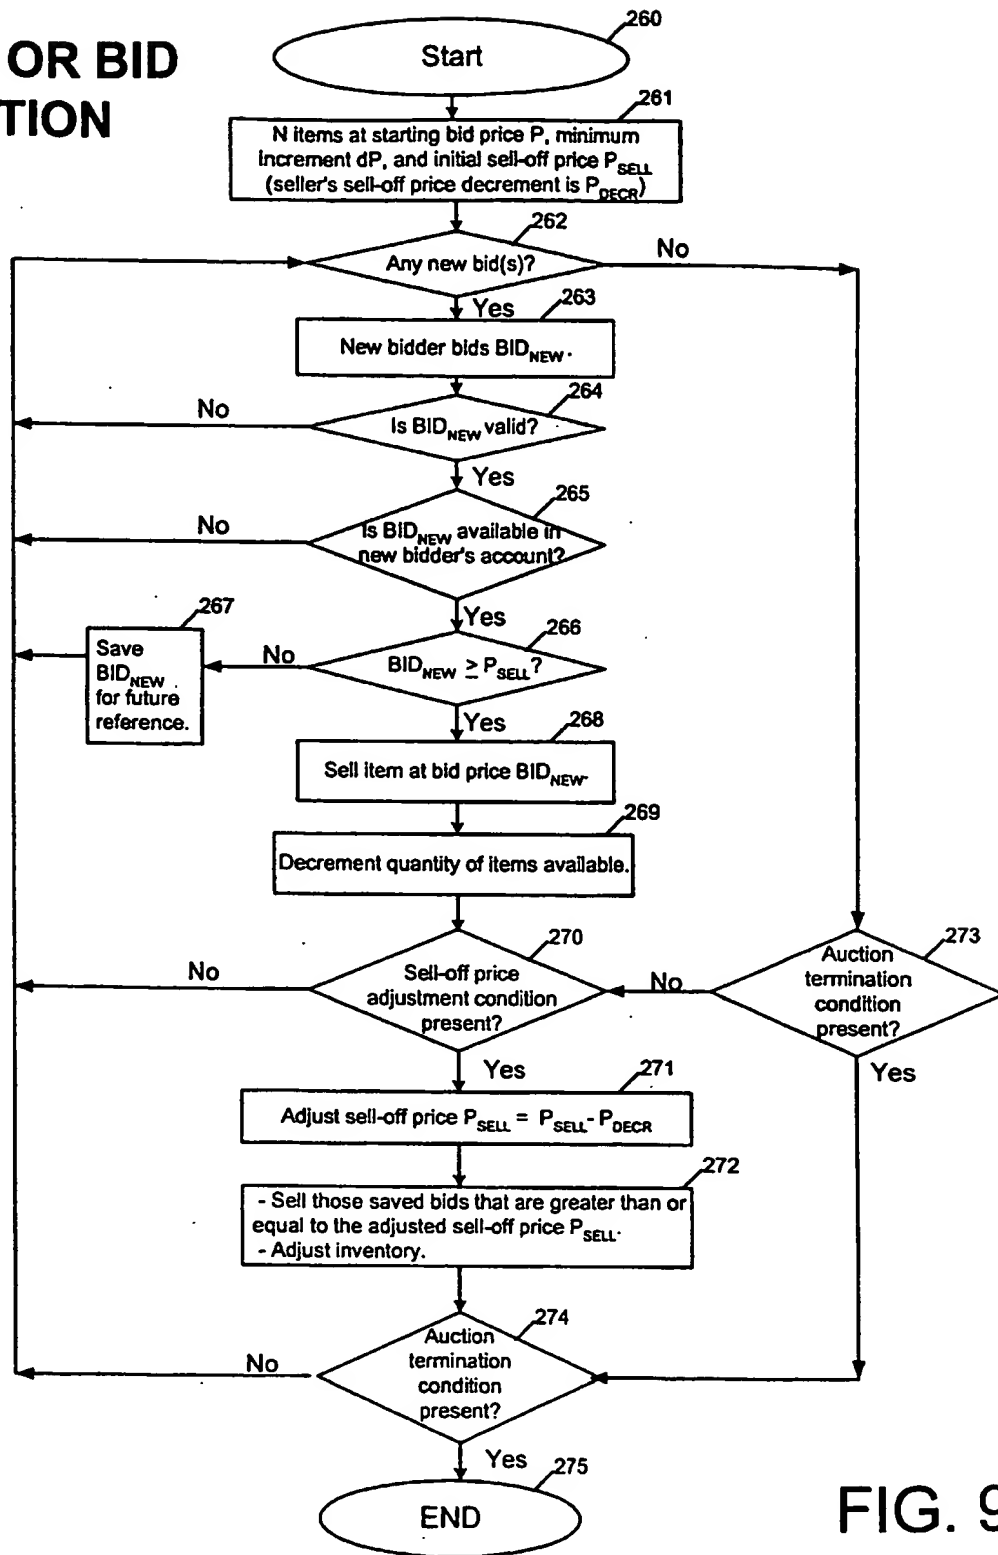 OR BID
TION
260
Start
261
N items at starting bid price P, minimum
increment dP, and initial sell-off price PSELL
(seller's sell-off price decrement is PDECR)
262
Any new bid(s)?
No
Yes
263
New bidder bids BIDNEW.
264
No
Is BIDNEW valid?
Yes
265
No
Is BIDNEW available in
new bidder's account?
Yes
267
266
Save
BIDNEW
for future
reference.
No
BIDNEW ≥ PSELL?
Yes
268
Sell item at bid price BIDNEW.
269
Decrement quantity of items available.
270
273
No
Sell-off price
adjustment condition
present?
No
Auction
termination
condition
present?
Yes
Yes
271
Adjust sell-off price PSELL = PSELL - PDECR
272
- Sell those saved bids that are greater than or
equal to the adjusted sell-off price PSELL.
- Adjust inventory.
274
No
Auction
termination
condition
present?
Yes
275
END
FIG. 9